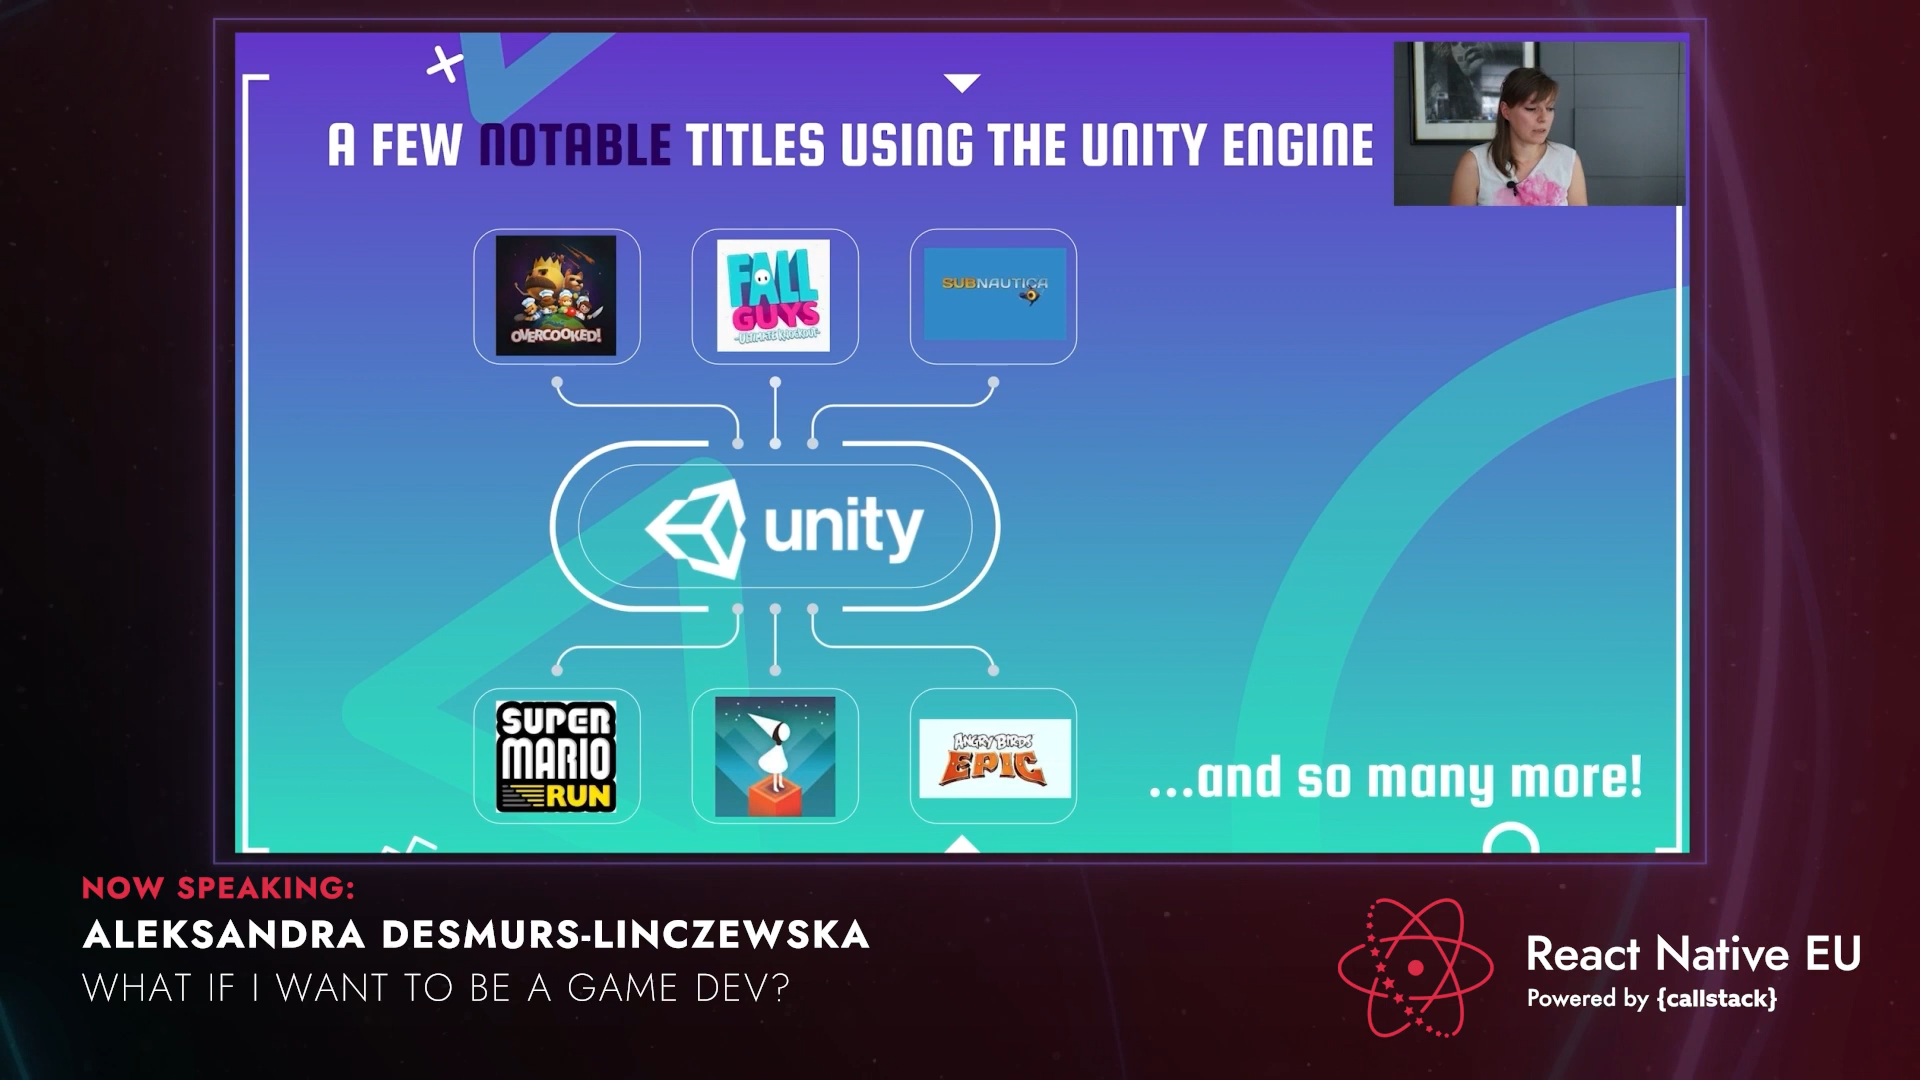 A FEW NOTABLE TITLES USING THE UNITY ENGINE
OVERCOOKED!
FALL
GUYS
-ULTIMATE KNOCKOUT-
SUBNAUTICA
unity
SUPER
MARIO
RUN
ANGRY BIRDS
EPIC
...and so many more!
NOW SPEAKING:
ALEKSANDRA DESMURS-LINCZEWSKA
WHAT IF I WANT TO BE A GAME DEV?
React Native EU
Powered by {callstack}